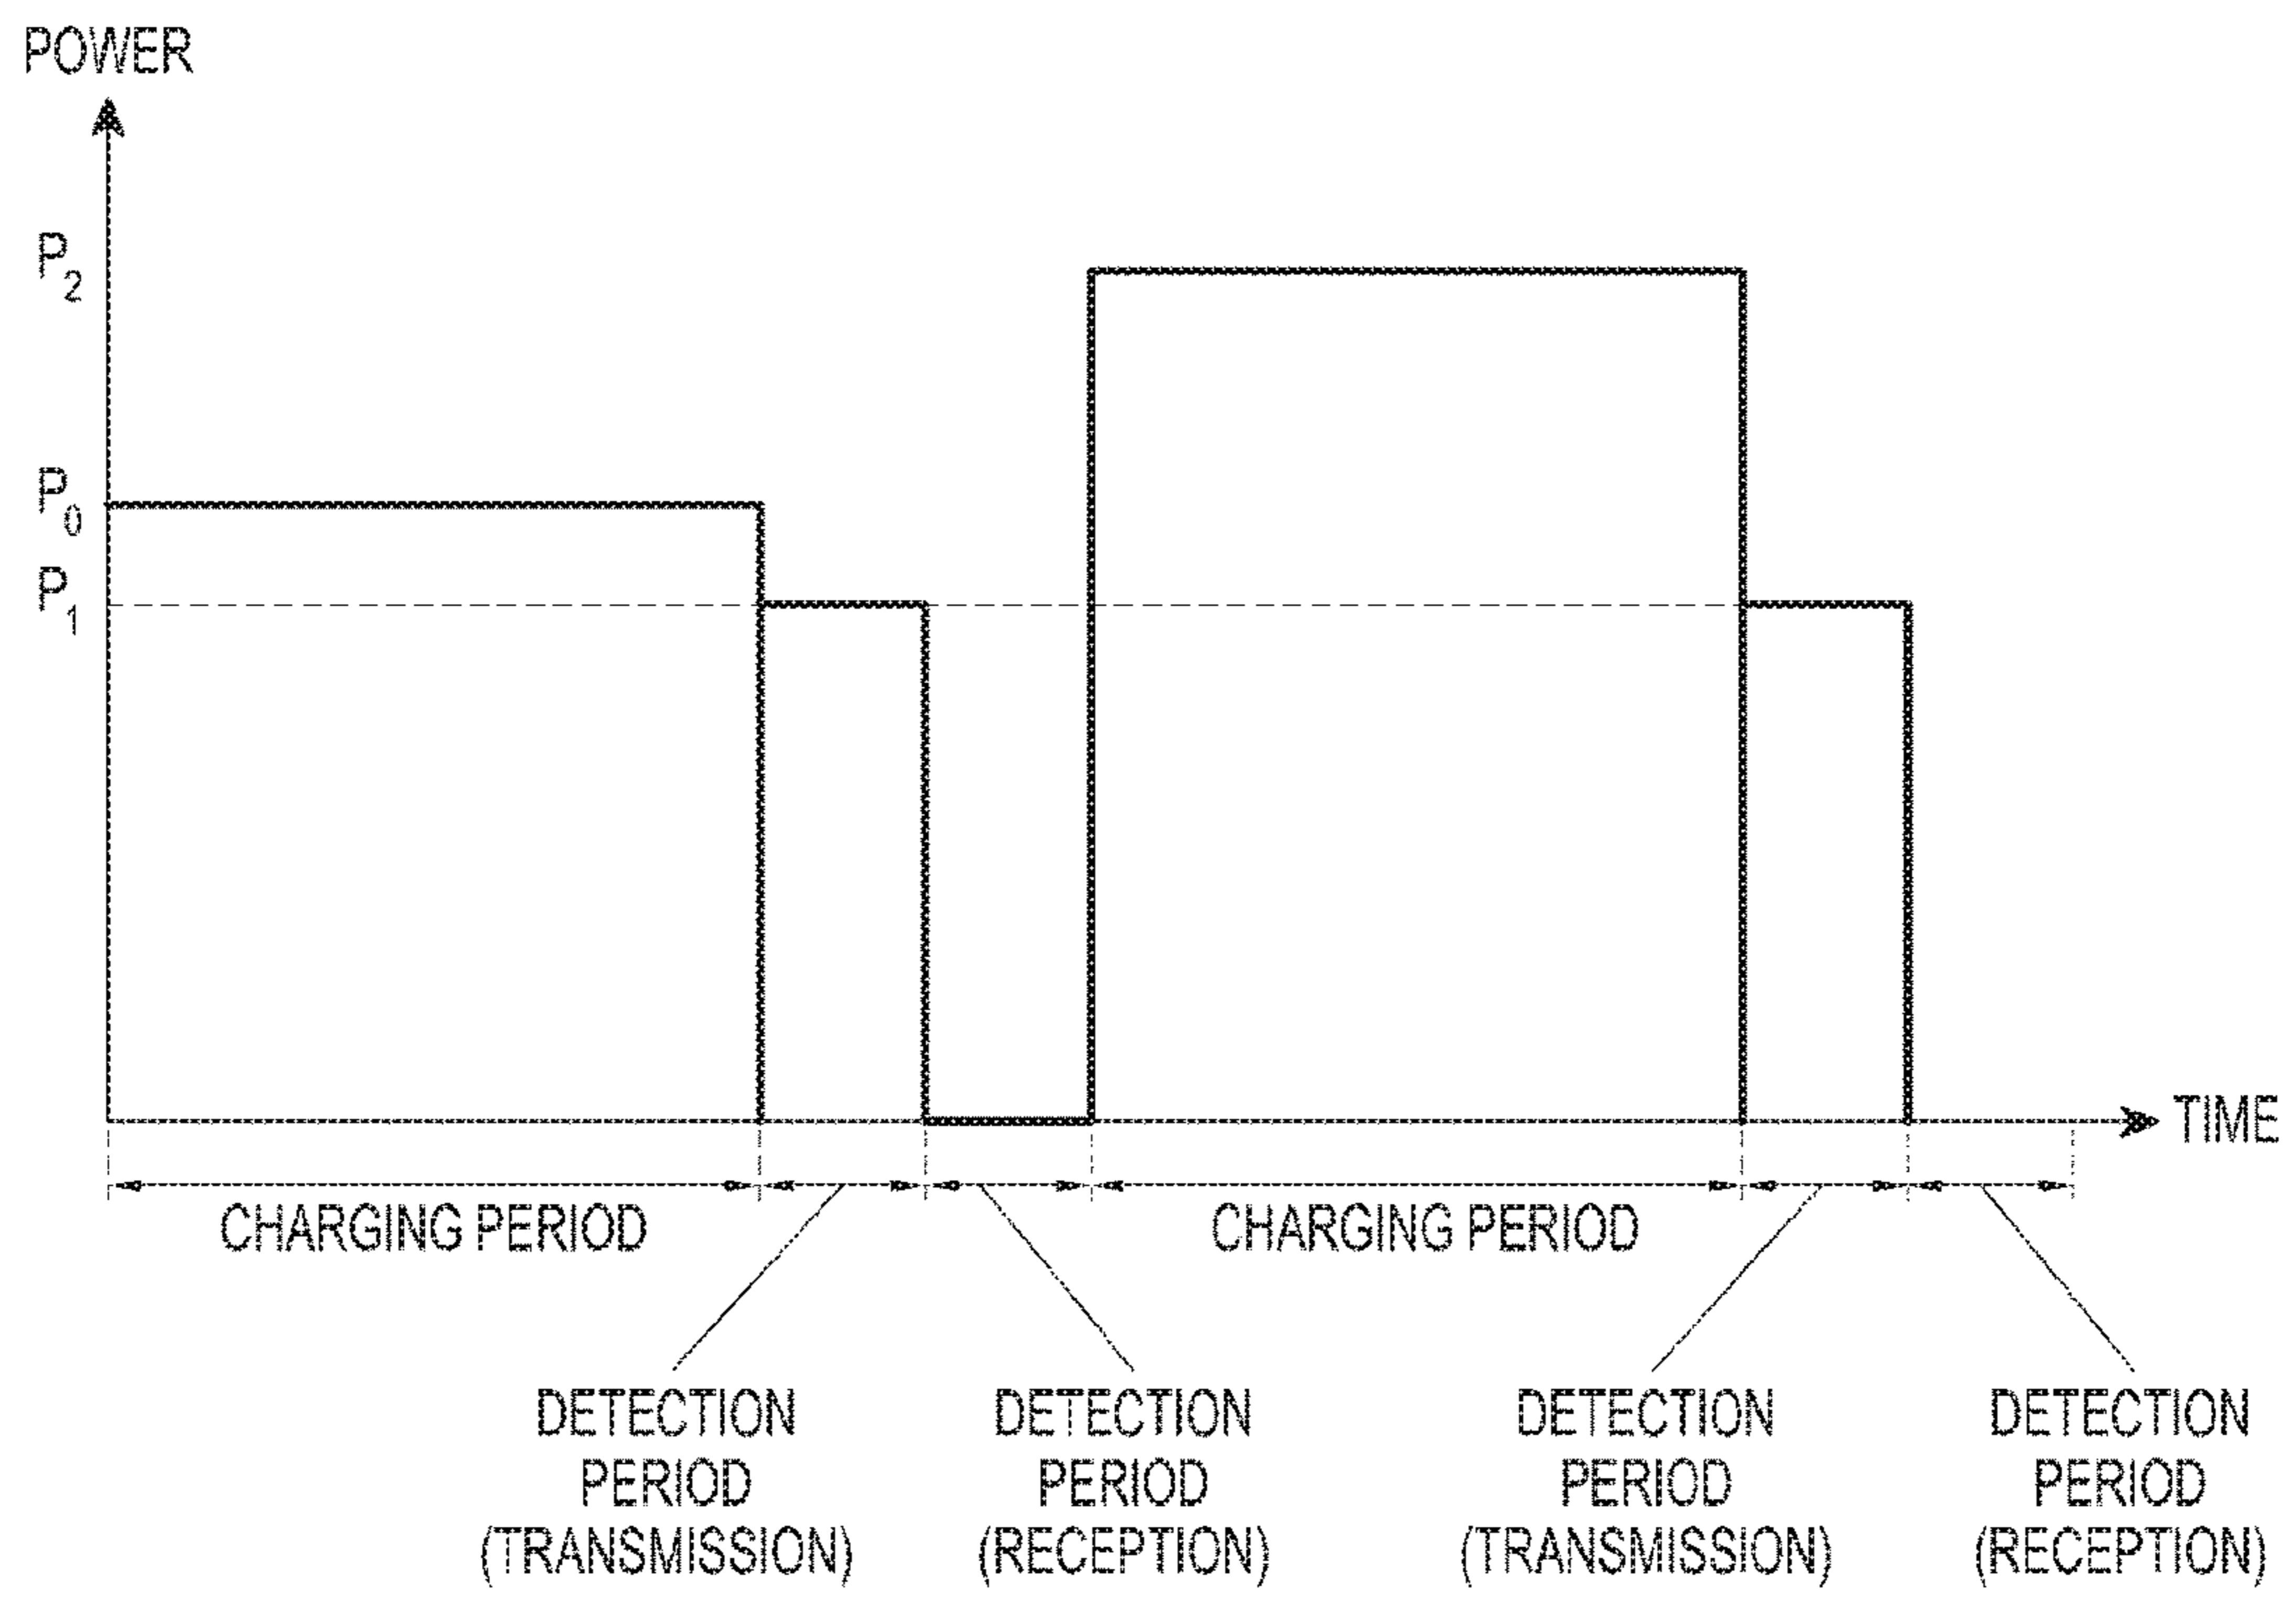 POWER
P2
P0
P1
TIME
CHARGING PERIOD
CHARGING PERIOD
DETECTION
PERIOD
(TRANSMISSION)
DETECTION
PERIOD
(RECEPTION)
DETECTION
PERIOD
(TRANSMISSION)
DETECTION
PERIOD
(RECEPTION)